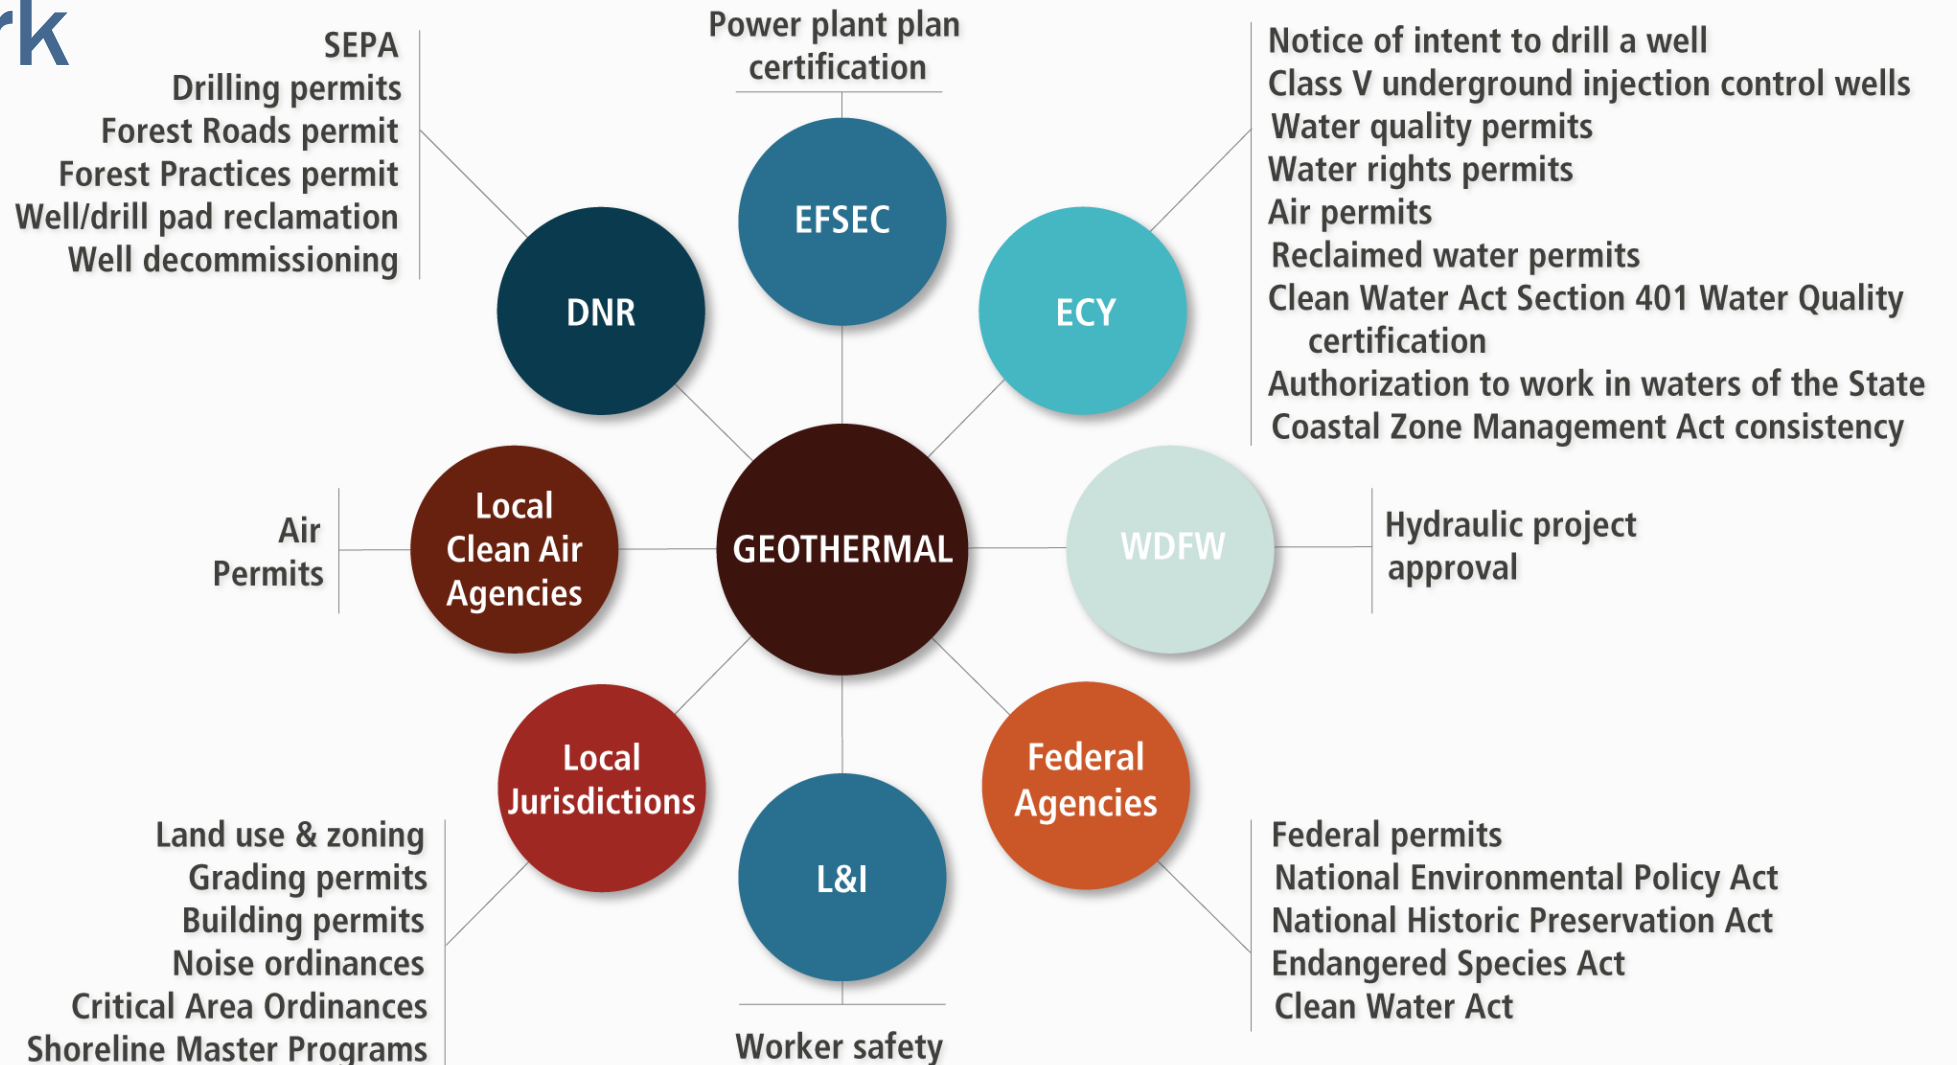 rk
SEPA
Drilling permits
Forest Roads permit
Forest Practices permit
Well/drill pad reclamation
Well decommissioning
DNR
Power plant plan
certification
EFSEC
Notice of intent to drill a well
Class V underground injection control wells
Water quality permits
Water rights permits
Air permits
Reclaimed water permits
Clean Water Act Section 401 Water Quality
certification
Authorization to work in waters of the State
Coastal Zone Management Act consistency
ECY
Air
Permits
Local
Clean Air
Agencies
GEOTHERMAL
WDFW
Hydraulic project
approval
Local
Jurisdictions
Land use & zoning
Grading permits
Building permits
Noise ordinances
Critical Area Ordinances
Shoreline Master Programs
L&I
Worker safety
Federal
Agencies
Federal permits
National Environmental Policy Act
National Historic Preservation Act
Endangered Species Act
Clean Water Act